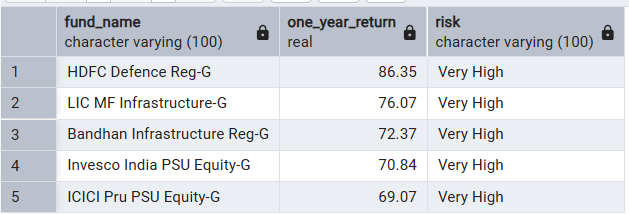 fund_name one_year_return risk
character varying (100) real character varying (100)
1 HDFC Defence Reg-G 86.35 Very High
2 LIC MF Infrastructure-G 76.07 Very High
3 Bandhan Infrastructure Reg-G 72.37 Very High
4 Invesco India PSU Equity-G 70.84 Very High
5 ICICI Pru PSU Equity-G 69.07 Very High